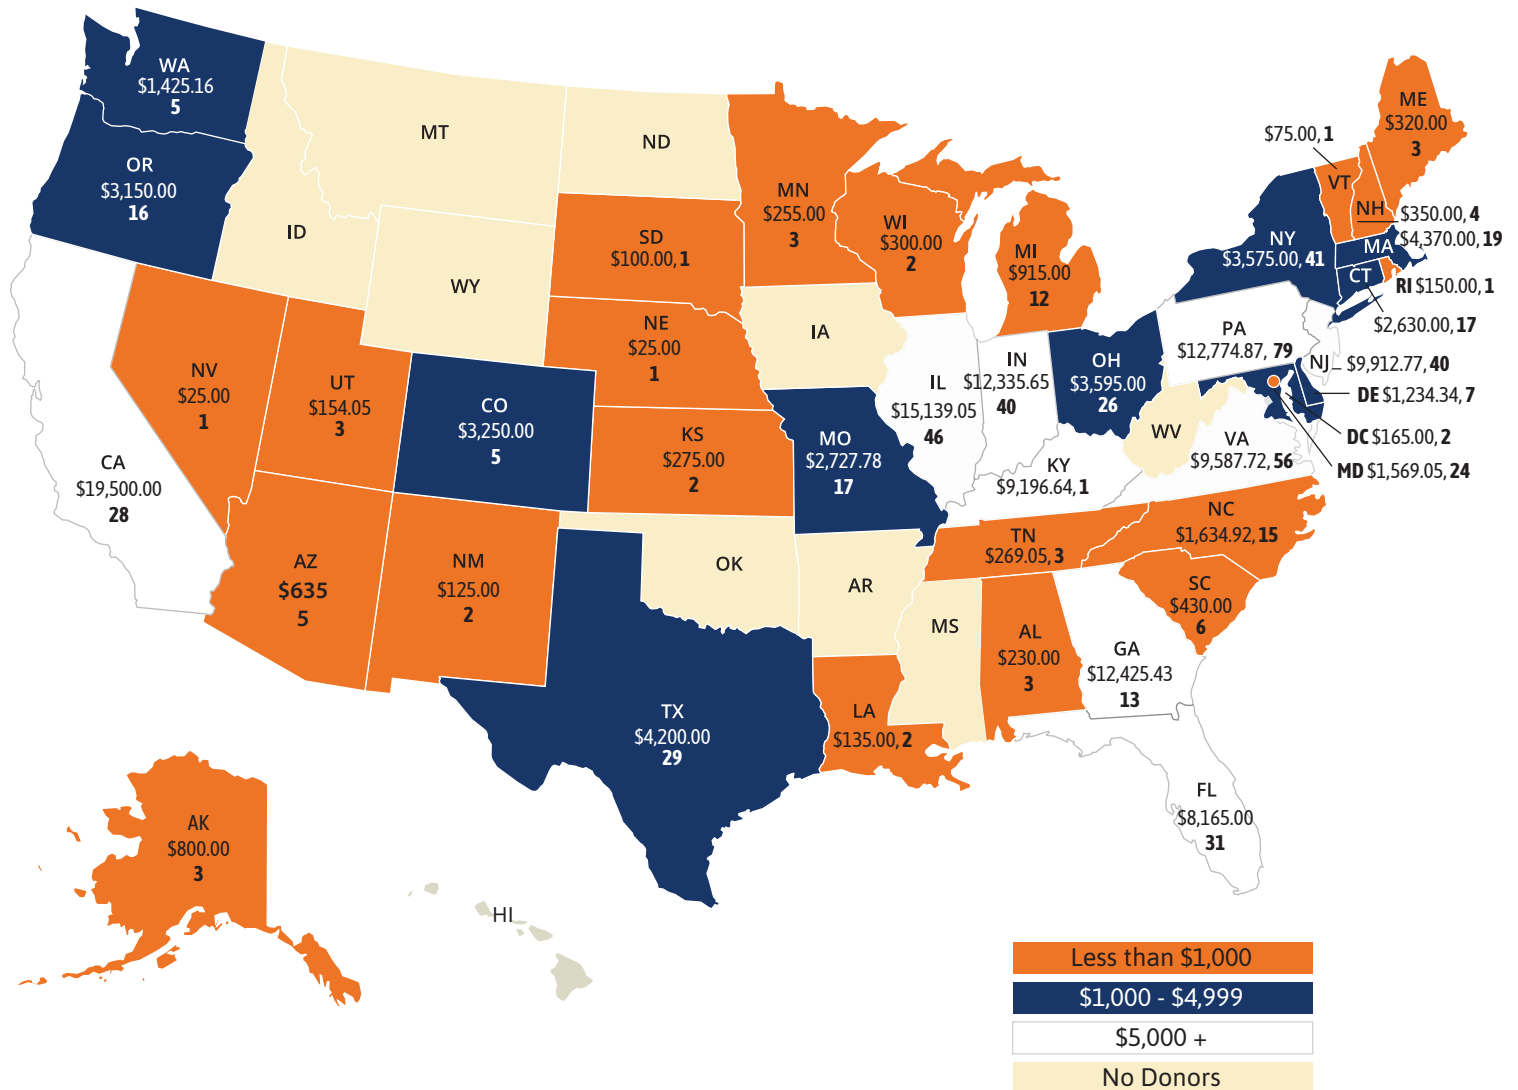 WA
$1,425.16
5
OR
$3,150.00
16
CA
$19,500.00
28
NV
$25.00
1
ID
MT
WY
UT
$154.05
3
AZ
$635
5
CO
$3,250.00
5
NM
$125.00
2
ND
SD
$100.00, 1
NE
$25.00
1
KS
$275.00
2
OK
TX
$4,200.00
29
MN
$255.00
3
IA
MO
$2,727.78
17
AR
LA
$135.00, 2
WI
$300.00
2
IL
$15,139.05
46
MI
$915.00
12
IN
$12,335.65
40
OH
$3,595.00
26
KY
$9,196.64, 1
TN
$269.05, 3
MS
AL
$230.00
3
GA
$12,425.43
13
FL
$8,165.00
31
SC
$430.00
6
NC
$1,634.92, 15
VA
$9,587.72, 56
WV
PA
$12,774.87, 79
NY
$3,575.00, 41
ME
$320.00
3
$75.00, 1
VT
NH
$350.00, 4
MA
$4,370.00, 19
CT
RI $150.00, 1
$2,630.00, 17
NJ
$9,912.77, 40
DE $1,234.34, 7
DC $165.00, 2
MD $1,569.05, 24
AK
$800.00
3
HI
Less than $1,000
$1,000 - $4,999
$5,000 +
No Donors